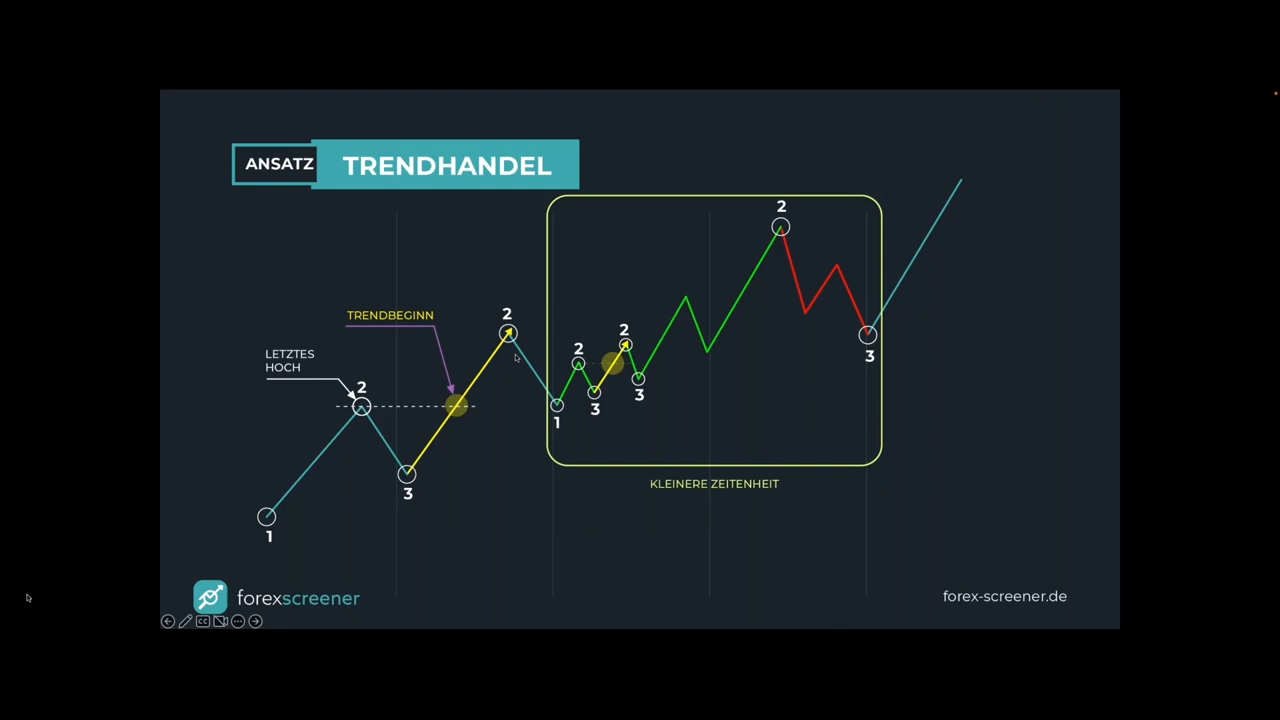 ANSATZ TRENDHANDEL
2
2
TRENDBEGINN
2
2
2
LETZTES
HOCH
2
3
3
3
1
3
1
KLEINERE ZEITENHEIT
forexscreener
forex-screener.de
CC